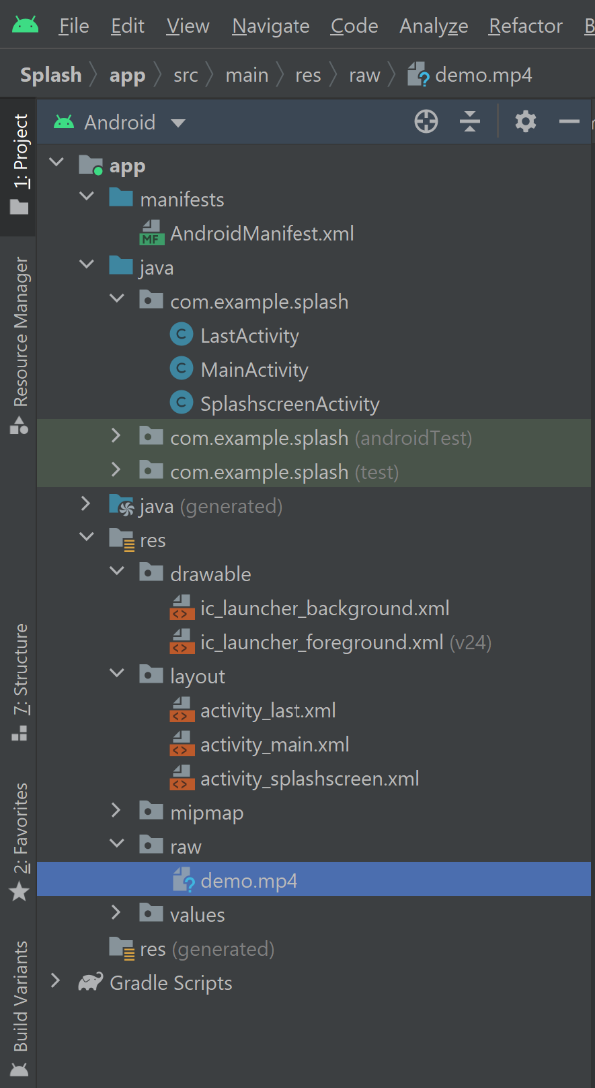 File Edit View Navigate Code Analyze Refactor
Splash app src main res raw demo.mp4
Android
app
manifests
MF AndroidManifest.xml
java
com.example.splash
C LastActivity
C MainActivity
C SplashscreenActivity
com.example.splash (androidTest)
com.example.splash (test)
java (generated)
res
drawable
<> ic_launcher_background.xml
<> ic_launcher_foreground.xml (v24)
layout
<> activity_last.xml
<> activity_main.xml
<> activity_splashscreen.xml
mipmap
raw
demo.mp4
values
res (generated)
Gradle Scripts
1: Project
Resource Manager
7: Structure
2: Favorites
Build Variants